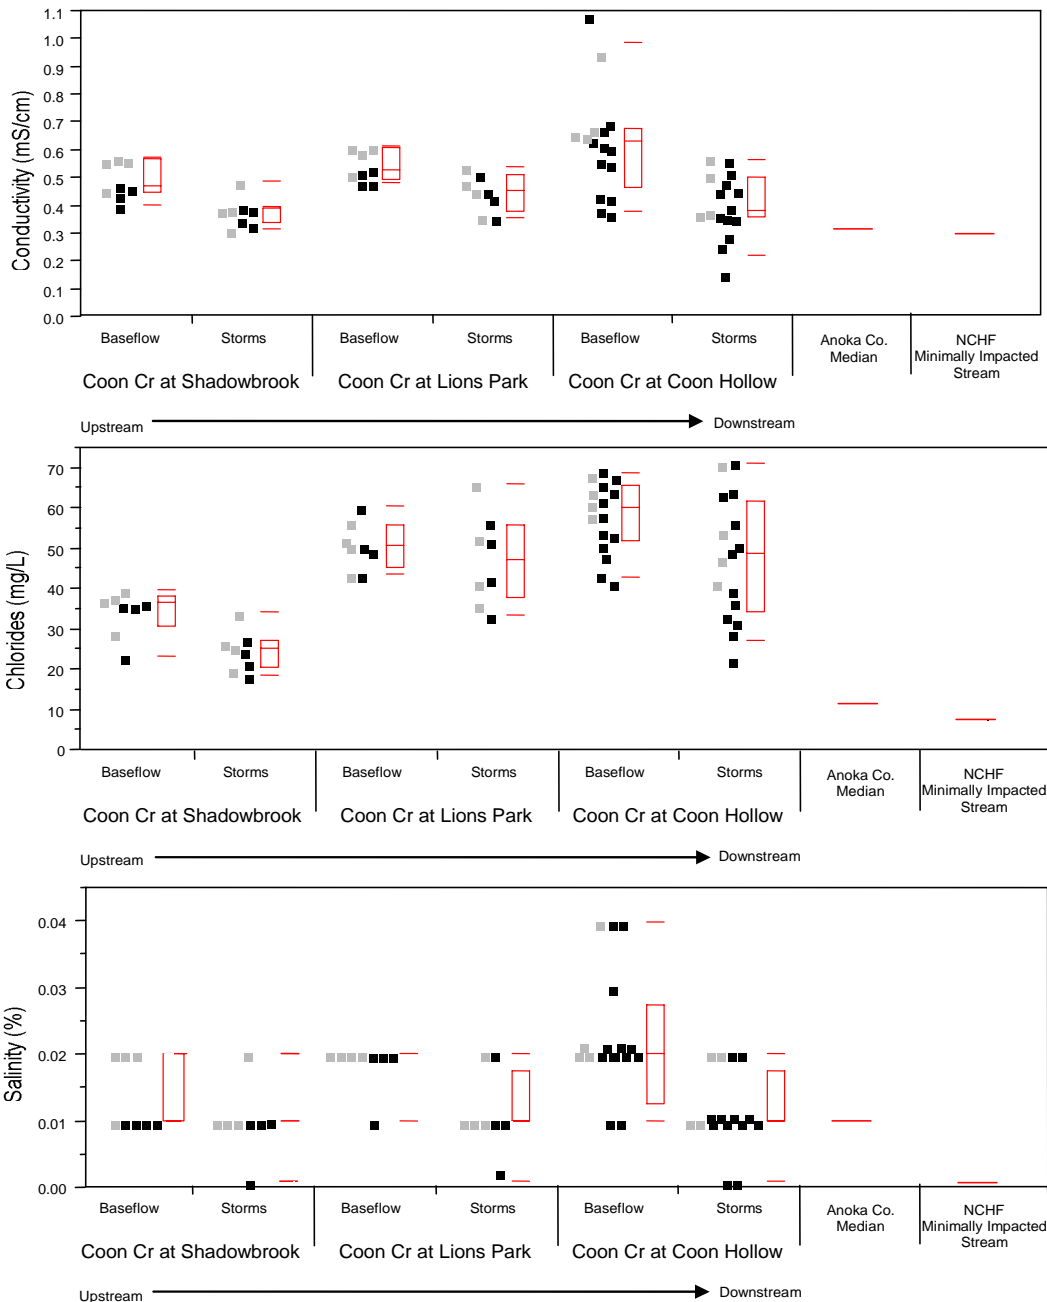 1.1
1.0
0.9
0.8
0.7
0.6
0.5
0.4
0.3
0.2
0.1
0.0
Conductivity (mS/cm)
Baseflow Storms Baseflow Storms Baseflow Storms Anoka Co. NCHF
Median Minimally Impacted
Stream
Coon Cr at Shadowbrook Coon Cr at Lions Park Coon Cr at Coon Hollow
Upstream Downstream
70
60
50
40
30
20
10
0
Chlorides (mg/L)
Baseflow Storms Baseflow Storms Baseflow Storms Anoka Co. NCHF
Median Minimally Impacted
Stream
Coon Cr at Shadowbrook Coon Cr at Lions Park Coon Cr at Coon Hollow
Upstream Downstream
0.04
0.03
0.02
0.01
0.00
Salinity (%)
Baseflow Storms Baseflow Storms Baseflow Storms Anoka Co. NCHF
Median Minimally Impacted
Stream
Coon Cr at Shadowbrook Coon Cr at Lions Park Coon Cr at Coon Hollow
Upstream Downstream